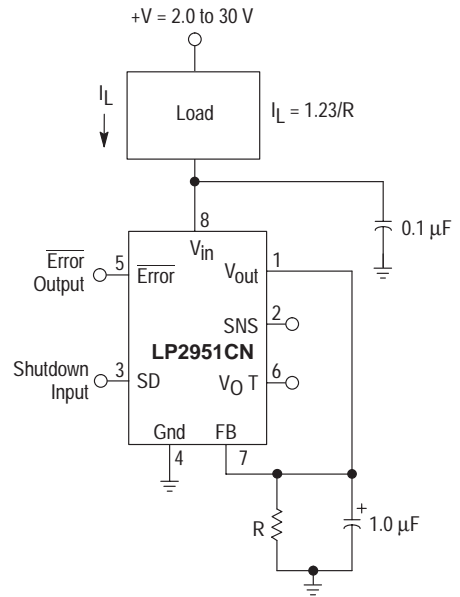 +V = 2.0 to 30 V
I_L
Load
I_L = 1.23/R
8
0.1 µF
V_in
Error
Output
5
Error
V_out
1
SNS
2
LP2951CN
Shutdown
Input
3
SD
V_O T
6
Gnd
FB
4
7
R
+
1.0 µF